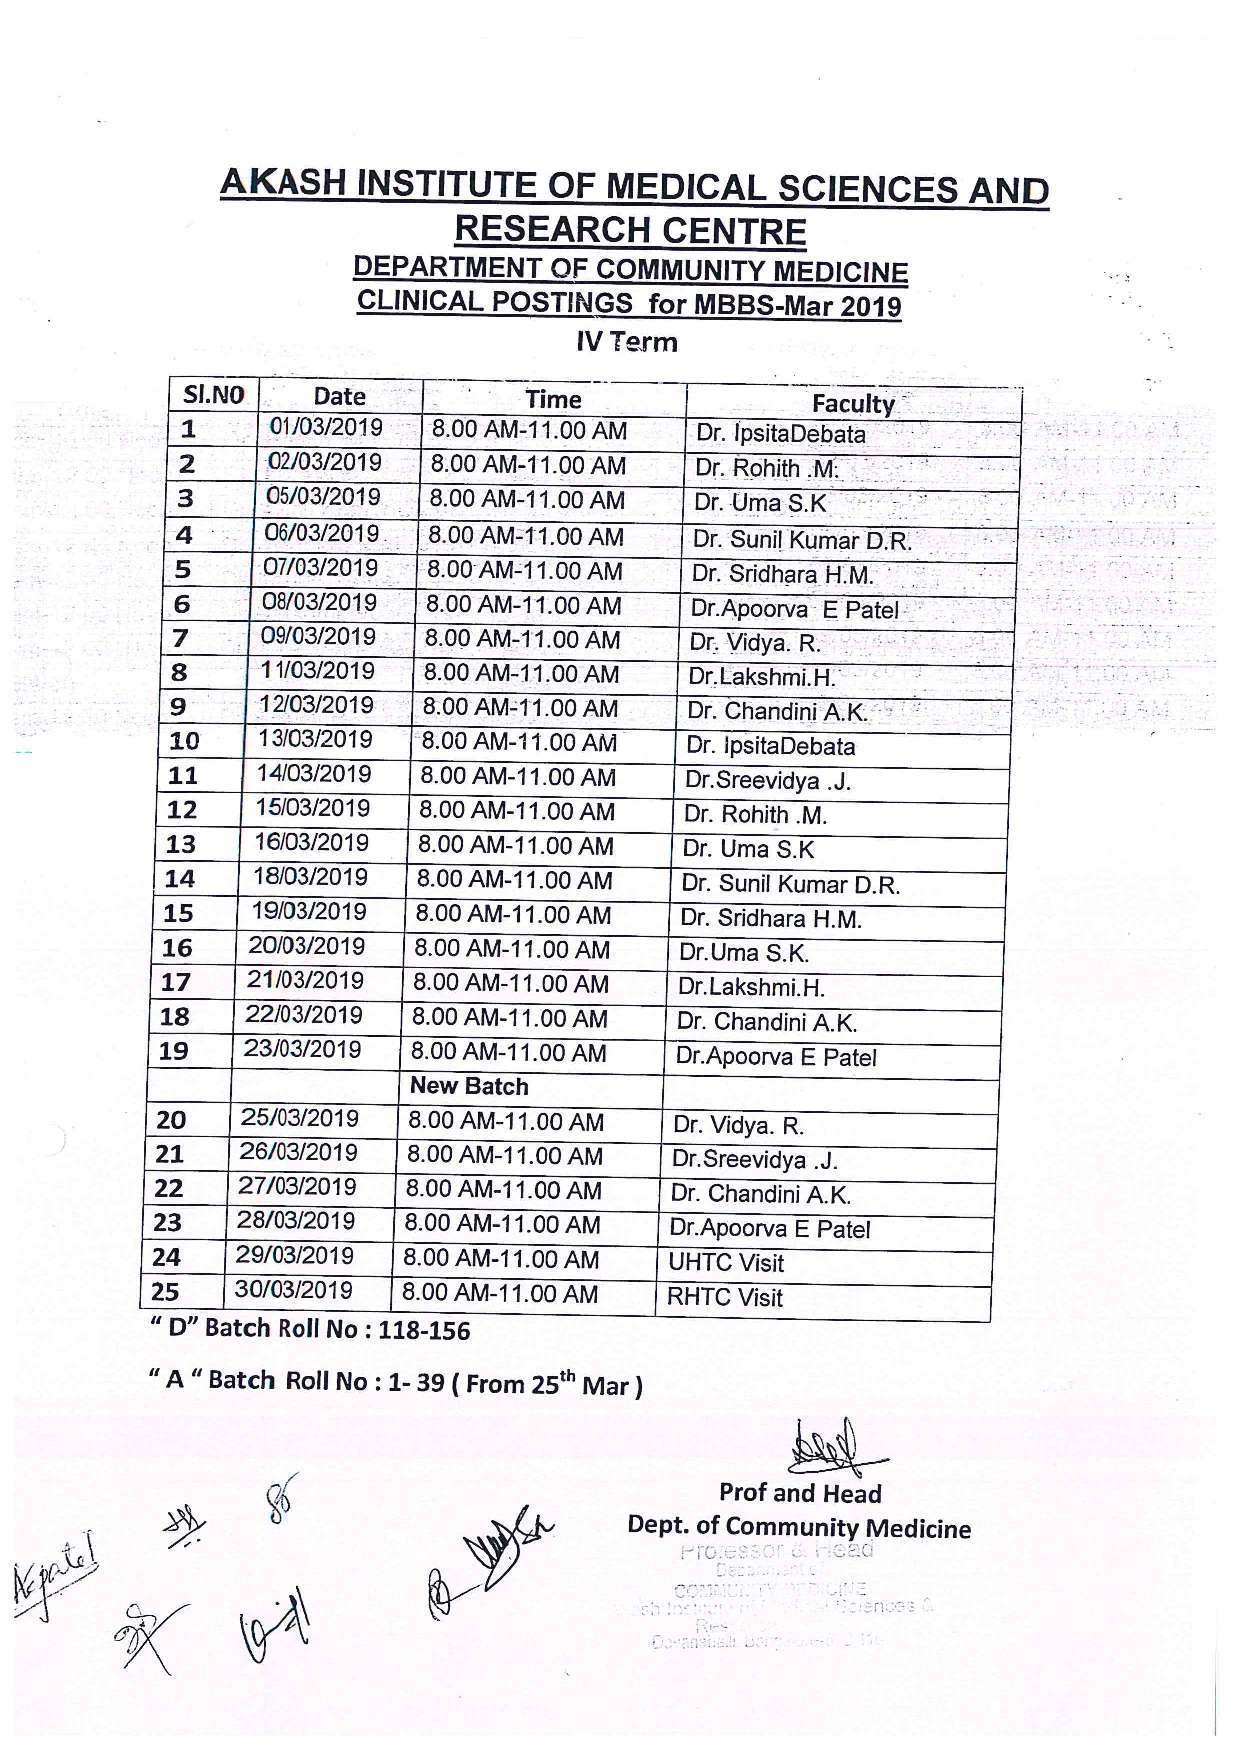 AKASH INSTITUTE OF MEDICAL SCIENCES AND
RESEARCH CENTRE
DEPARTMENT OF COMMUNITY MEDICINE
CLINICAL POSTINGS for MBBS-Mar 2019
IV Term
Sl.NO Date Time Faculty
1 01/03/2019 8.00 AM-11.00 AM Dr. IpsitaDebata
2 02/03/2019 8.00 AM-11.00 AM Dr. Rohith .M.
3 05/03/2019 8.00 AM-11.00 AM Dr. Uma S.K
4 06/03/2019 8.00 AM-11.00 AM Dr. Sunil Kumar D.R.
5 07/03/2019 8.00 AM-11.00 AM Dr. Sridhara H.M.
6 08/03/2019 8.00 AM-11.00 AM Dr.Apoorva E Patel
7 09/03/2019 8.00 AM-11.00 AM Dr. Vidya. R.
8 11/03/2019 8.00 AM-11.00 AM Dr.Lakshmi.H.
9 12/03/2019 8.00 AM-11.00 AM Dr. Chandini A.K.
10 13/03/2019 8.00 AM-11.00 AM Dr. IpsitaDebata
11 14/03/2019 8.00 AM-11.00 AM Dr.Sreevidya .J.
12 15/03/2019 8.00 AM-11.00 AM Dr. Rohith .M.
13 16/03/2019 8.00 AM-11.00 AM Dr. Uma S.K
14 18/03/2019 8.00 AM-11.00 AM Dr. Sunil Kumar D.R.
15 19/03/2019 8.00 AM-11.00 AM Dr. Sridhara H.M.
16 20/03/2019 8.00 AM-11.00 AM Dr.Uma S.K.
17 21/03/2019 8.00 AM-11.00 AM Dr.Lakshmi.H.
18 22/03/2019 8.00 AM-11.00 AM Dr. Chandini A.K.
19 23/03/2019 8.00 AM-11.00 AM Dr.Apoorva E Patel
New Batch
20 25/03/2019 8.00 AM-11.00 AM Dr. Vidya. R.
21 26/03/2019 8.00 AM-11.00 AM Dr.Sreevidya .J.
22 27/03/2019 8.00 AM-11.00 AM Dr. Chandini A.K.
23 28/03/2019 8.00 AM-11.00 AM Dr.Apoorva E Patel
24 29/03/2019 8.00 AM-11.00 AM UHTC Visit
25 30/03/2019 8.00 AM-11.00 AM RHTC Visit
“ D” Batch Roll No : 118-156
“ A “ Batch Roll No : 1- 39 ( From 25th Mar )
Prof and Head
Dept. of Community Medicine
Professor & Head
Department of
COMMUNITY MEDICINE
Sciences &